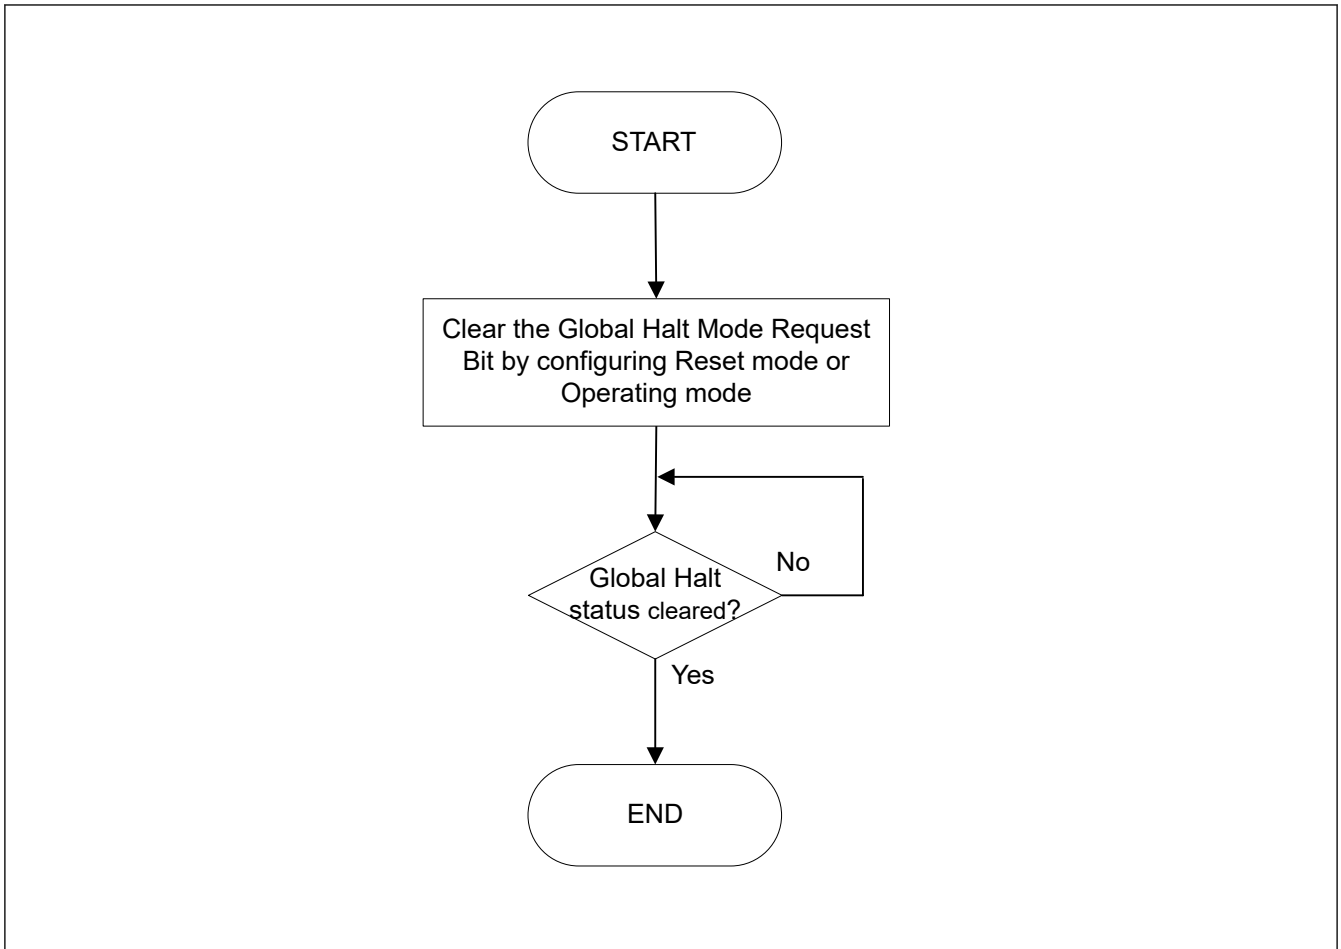 START
Clear the Global Halt Mode Request
Bit by configuring Reset mode or
Operating mode
No
Global Halt
status cleared?
Yes
END